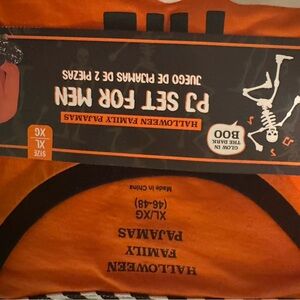 HALLOWEEN FAMILY PAJAMAS
PJ SET FOR MEN
JUEGO DE PIJAMAS DE 2 PIEZAS
GLOW IN
THE DARK
BOO
SIZE
XL
XG
HALLOWEEN
FAMILY
PAJAMAS
XL/XG
(46-48)
Made in China